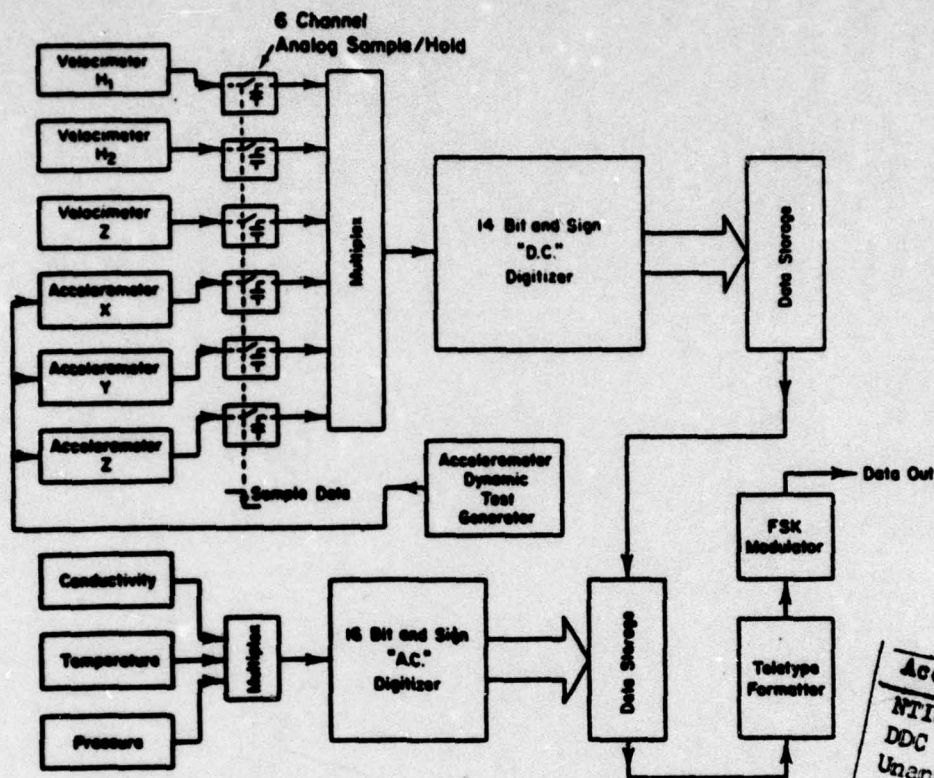 6 Channel
Analog Sample/Hold
Velocimeter
H₁
Velocimeter
H₂
Velocimeter
Z
Accelerometer
X
Accelerometer
Y
Accelerometer
Z
Multiplex
14 Bit and Sign
"D.C."
Digitizer
Data Storage
Sample Data
Accelerometer
Dynamic
Test
Generator
Conductivity
Temperature
Pressure
Multiplex
16 Bit and Sign
"A.C."
Digitizer
Data Storage
Data Out
FSK
Modulator
Teletype
Formatter
DDC